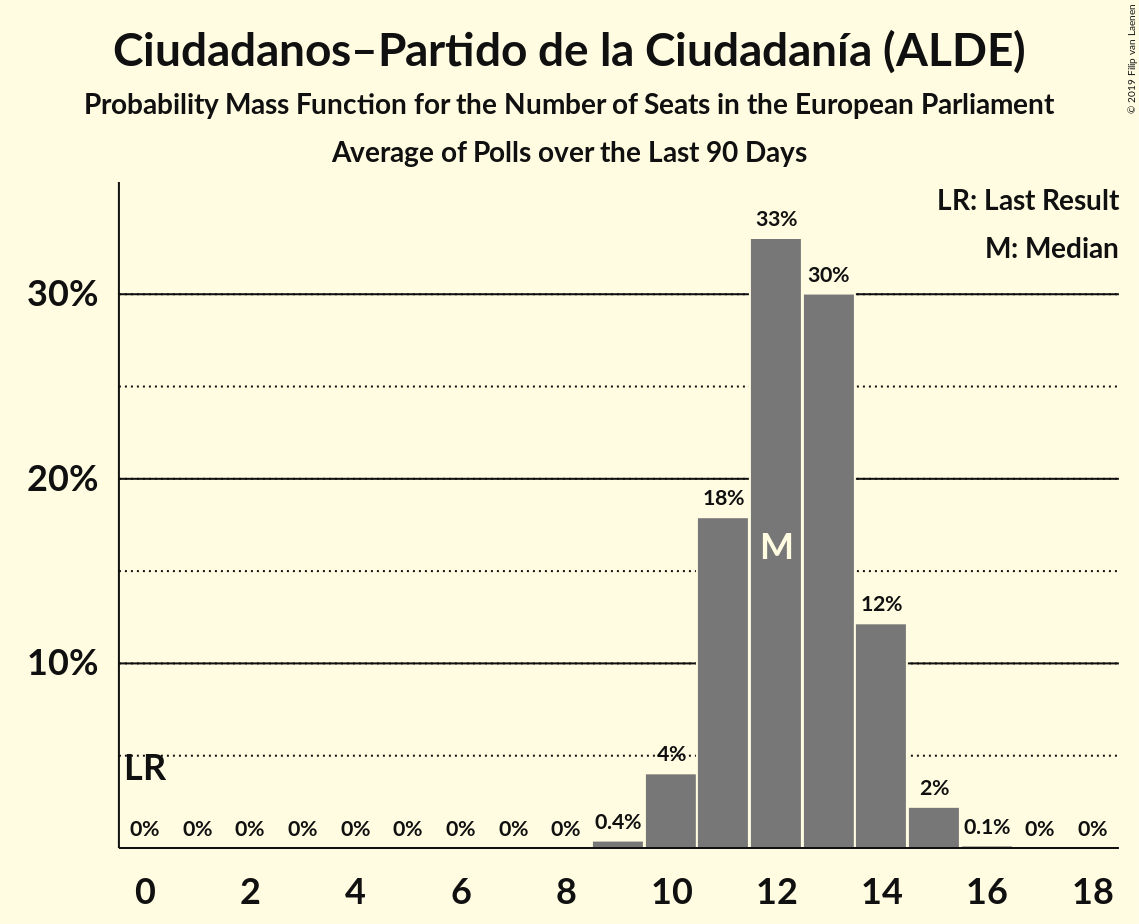 Ciudadanos–Partido de la Ciudadanía (ALDE)
Probability Mass Function for the Number of Seats in the European Parliament
Average of Polls over the Last 90 Days
© 2019 Filip van Laenen
LR: Last Result
M: Median
33%
30%
30%
20%
18%
M
12%
10%
LR
4%
2%
0% 0% 0% 0% 0% 0% 0% 0% 0% 0.4% 0.1% 0% 0%
0 2 4 6 8 10 12 14 16 18